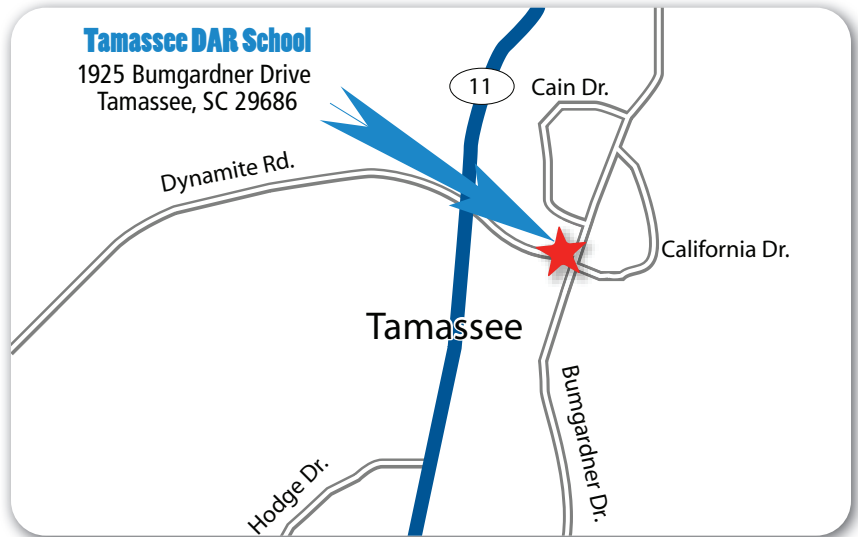 Tamassee DAR School
1925 Bumgardner Drive
Tamassee, SC 29686
11
Cain Dr.
Dynamite Rd.
California Dr.
Tamassee
Bumgardner Dr.
Hodge Dr.